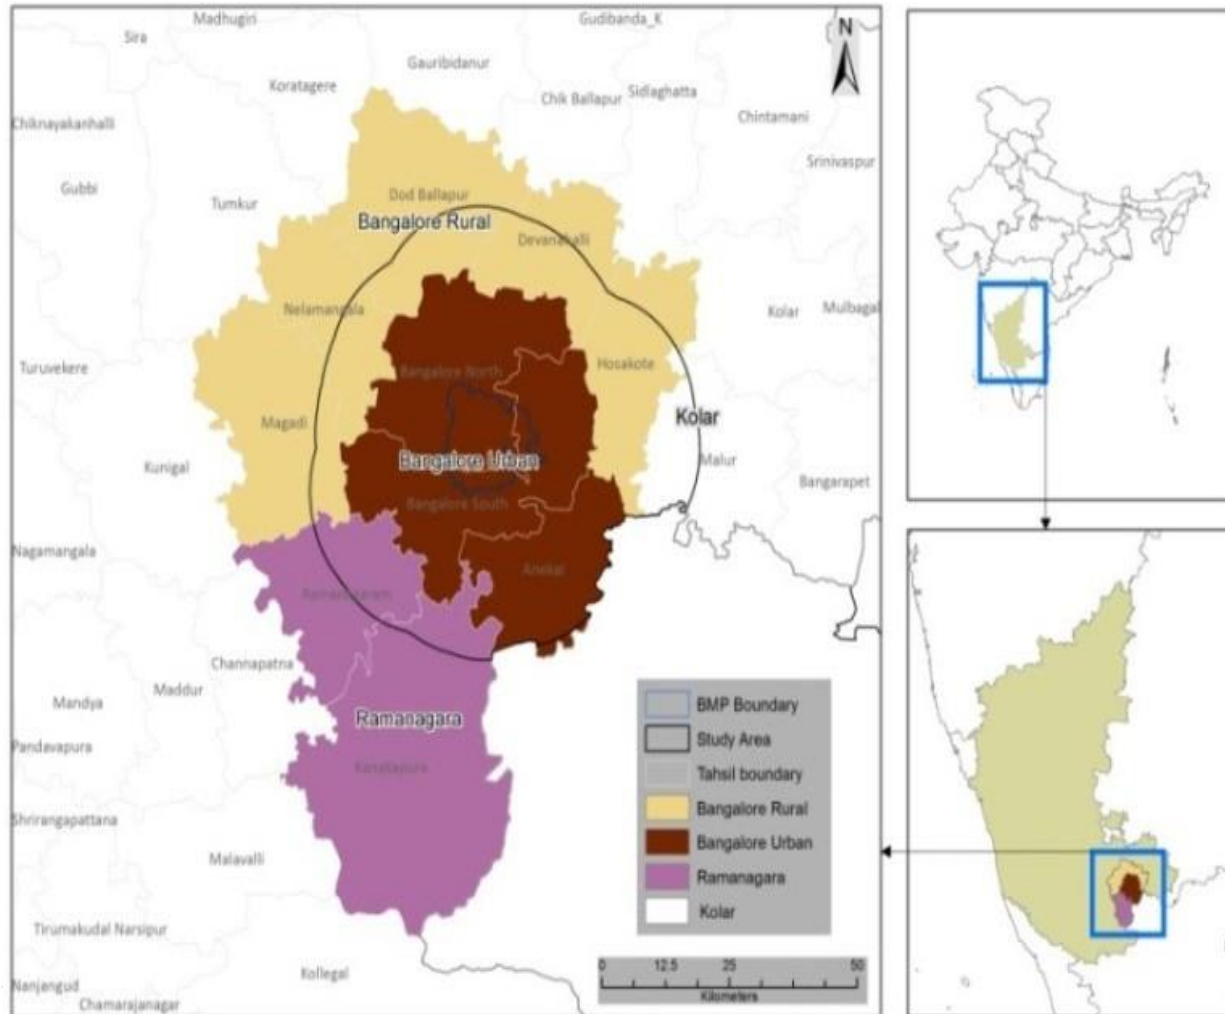 Madhugiri
Gudibanda_K
N
Sira
Gauribidanur
Koratagere
Chik Ballapur
Sidlaghatta
Chintamani
Chiknayakanhalli
Srinivaspur
Gubbi
Dod Ballapur
Tumkur
Bangalore Rural
Devanahalli
Nelamangala
Kolar
Mulbagal
Turuvekere
Bangalore North
Hosakote
Magadi
Kolar
Kunigal
Bangalore Urban
Malur
Bangarapet
Bangalore South
Nagamangala
Anekal
Ramanagaram
Channapatna
Maddur
Mandya
Ramanagara
Pandavapura
Kanakapura
Shrirangapattana
Malavalli
Tirumakudal Narsipur
Kollegal
Nanjangud
Chamarajanagar
BMP Boundary
Study Area
Tahsil boundary
Bangalore Rural
Bangalore Urban
Ramanagara
Kolar
0 12.5 25 50
Kilometers